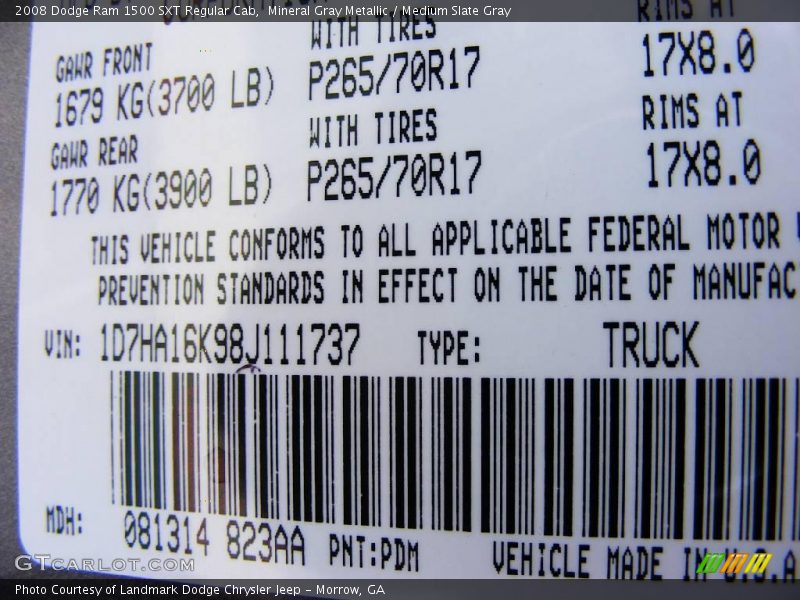 2008 Dodge Ram 1500 SXT Regular Cab,  Mineral Gray Metallic / Medium Slate Gray
WITH TIRES RIMS AT
GAWR FRONT
1679 KG(3700 LB) P265/70R17 17X8.0
GAWR REAR WITH TIRES RIMS AT
1770 KG(3900 LB) P265/70R17 17X8.0
THIS VEHICLE CONFORMS TO ALL APPLICABLE FEDERAL MOTOR
PREVENTION STANDARDS IN EFFECT ON THE DATE OF MANUFAC
VIN: 1D7HA16K98J111737 TYPE: TRUCK
MDH: 081314 823AA PNT:PDM VEHICLE MADE IN U.S.A
GTcarlot.com
Photo Courtesy of Landmark Dodge Chrysler Jeep – Morrow, GA